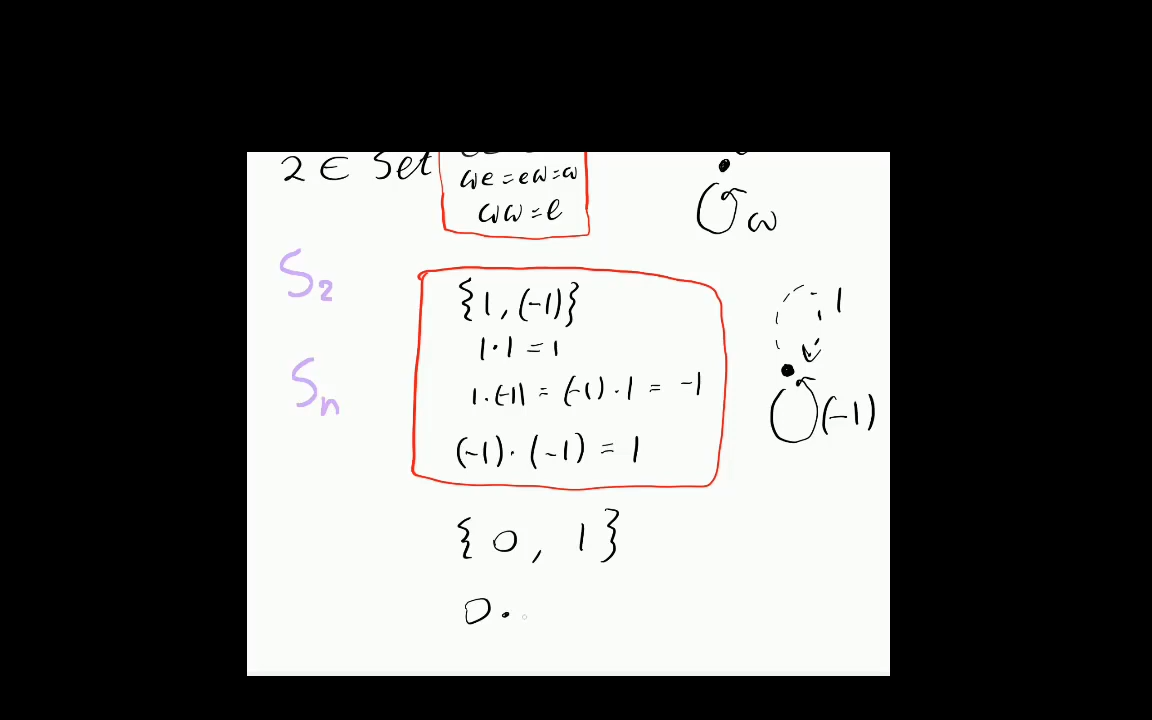 2 ∈ Set
ωe = eω = ω
ωω = e
ω
S₂
{1, (-1)}
1 · 1 = 1
1 · (-1) = (-1) · 1 = -1
(-1) · (-1) = 1
1
(-1)
Sₙ
{0, 1}
0 ·